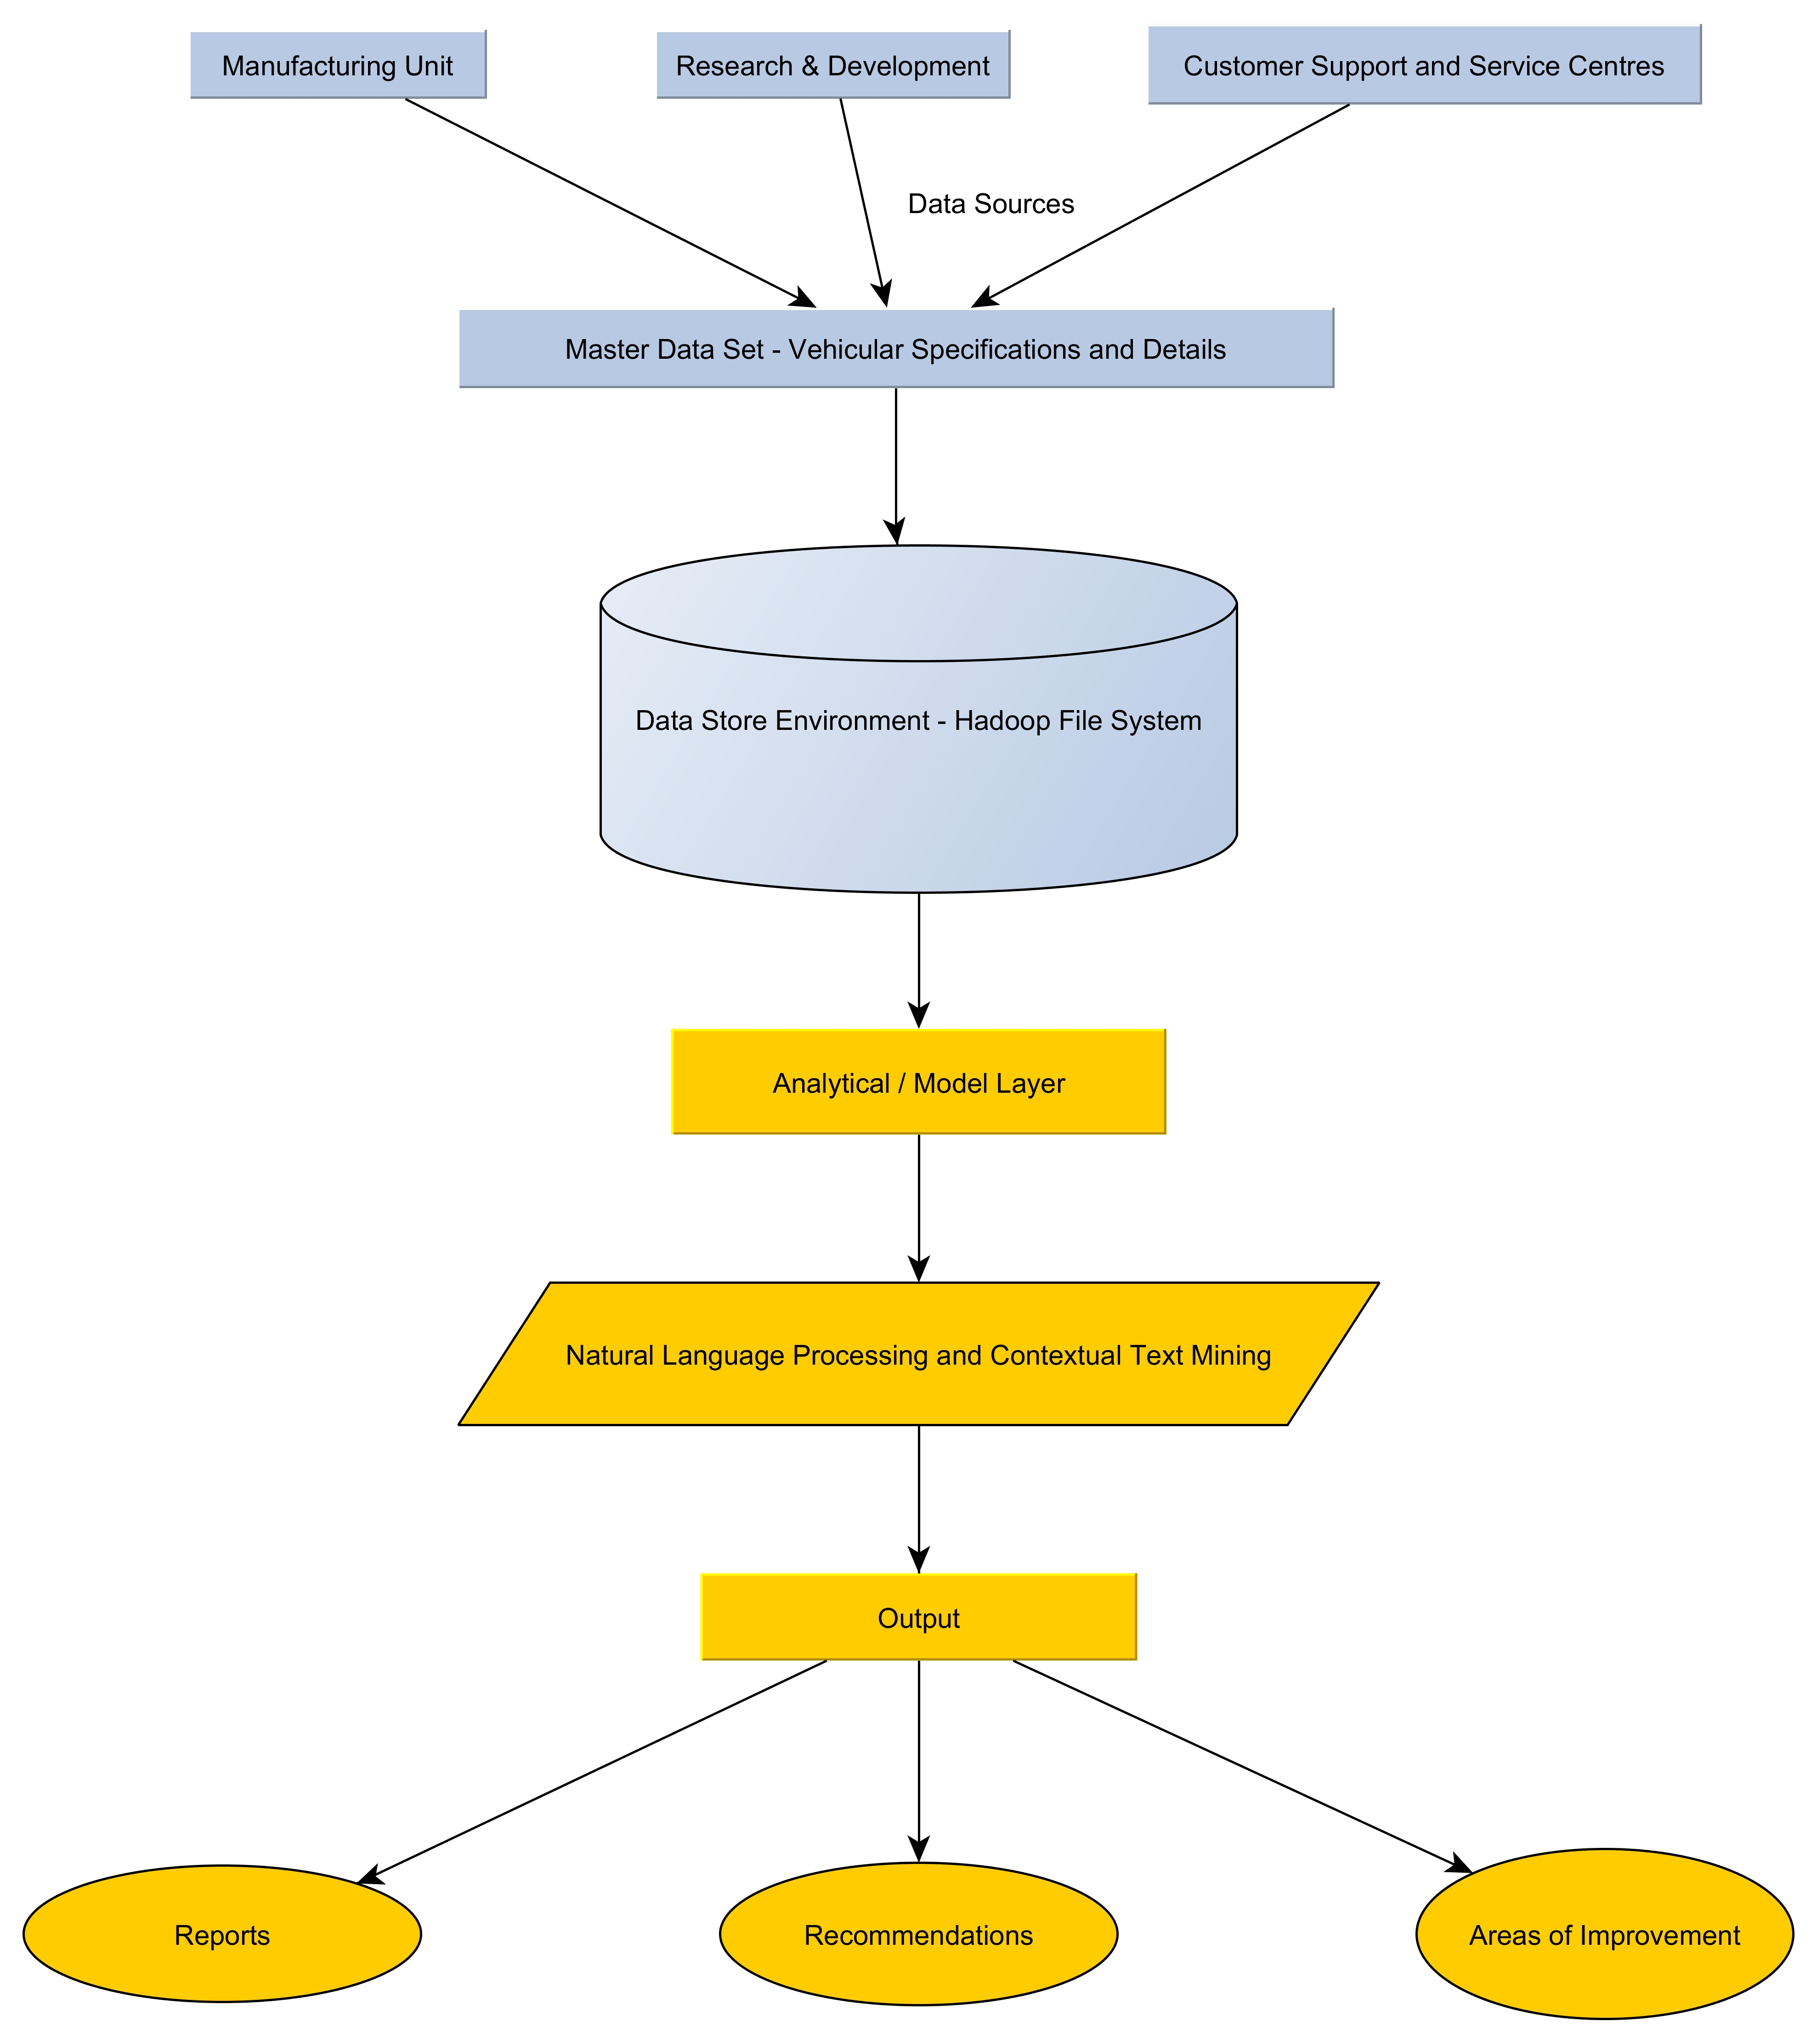 Manufacturing Unit
Research & Development
Customer Support and Service Centres
Data Sources
Master Data Set - Vehicular Specifications and Details
Data Store Environment - Hadoop File System
Analytical / Model Layer
Natural Language Processing and Contextual Text Mining
Output
Reports
Recommendations
Areas of Improvement